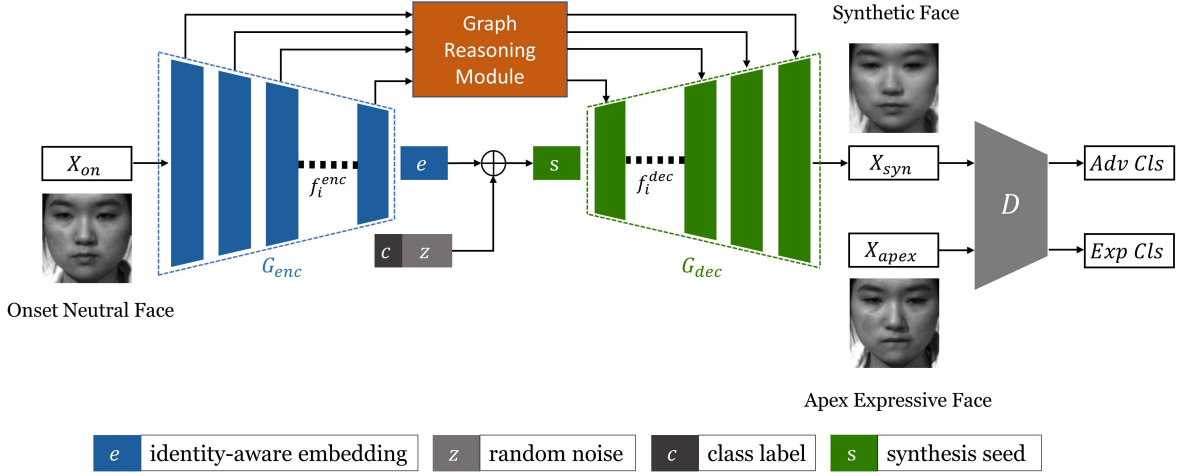 Graph
Reasoning
Module
Synthetic Face
X_on
f_i^enc
e
s
f_i^dec
X_syn
D
Adv Cls
c z
G_enc
G_dec
X_apex
Exp Cls
Onset Neutral Face
Apex Expressive Face
e identity-aware embedding z random noise c class label s synthesis seed